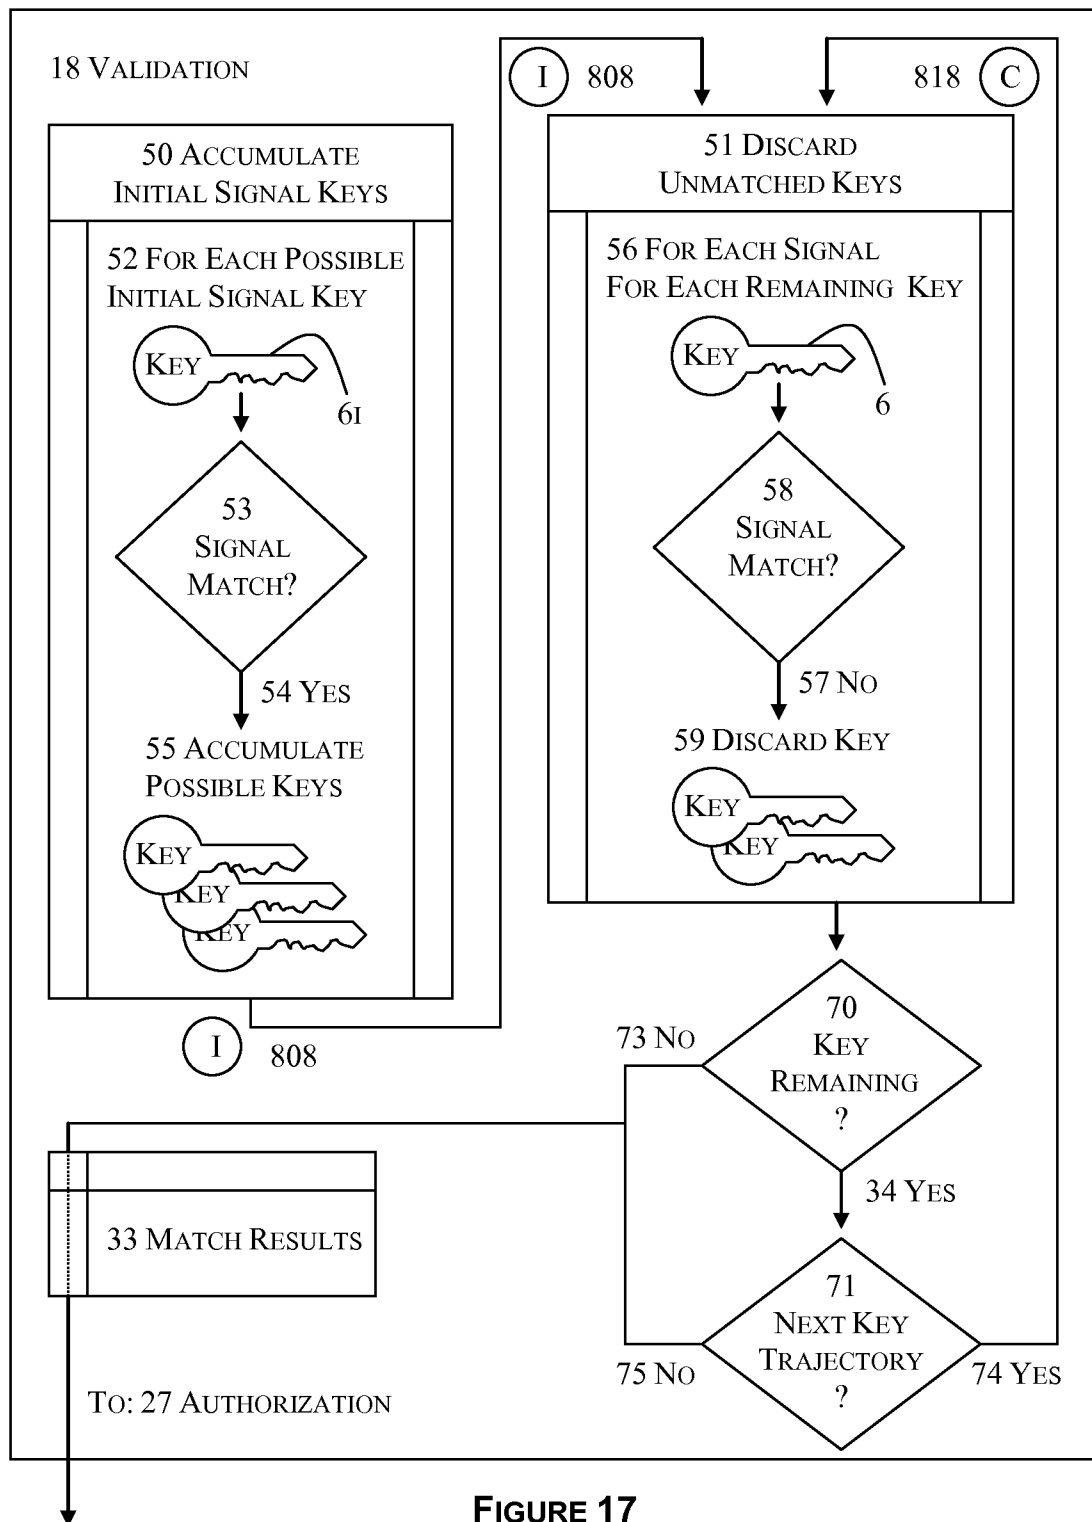 18 VALIDATION
I 808
818 C
50 ACCUMULATE
INITIAL SIGNAL KEYS
52 FOR EACH POSSIBLE
INITIAL SIGNAL KEY
KEY
6I
53
SIGNAL
MATCH?
54 YES
55 ACCUMULATE
POSSIBLE KEYS
KEY
KEY
KEY
I 808
51 DISCARD
UNMATCHED KEYS
56 FOR EACH SIGNAL
FOR EACH REMAINING KEY
KEY
6
58
SIGNAL
MATCH?
57 NO
59 DISCARD KEY
KEY
KEY
70
KEY
REMAINING
?
73 NO
34 YES
71
NEXT KEY
TRAJECTORY
?
75 NO
74 YES
33 MATCH RESULTS
TO: 27 AUTHORIZATION
FIGURE 17